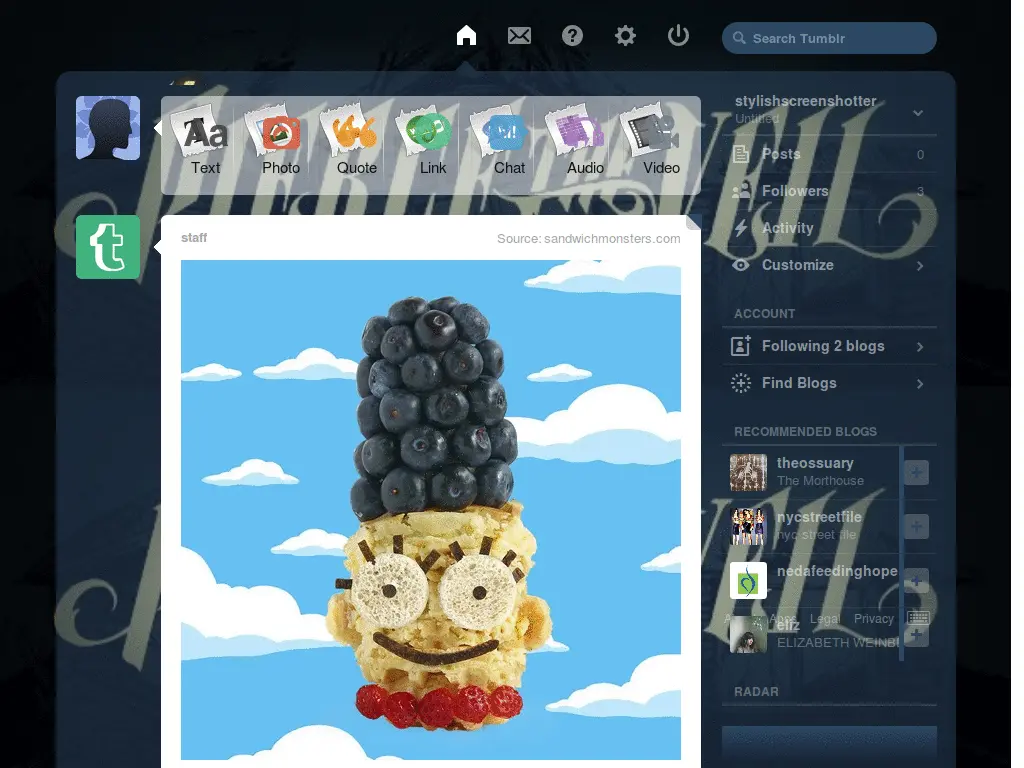 Search Tumblr
Text
Photo
Quote
Link
Chat
Audio
Video
staff
Source: sandwichmonsters.com
stylishscreenshotter
Untitled
Posts 0
Followers 3
Activity
Customize
ACCOUNT
Following 2 blogs
Find Blogs
RECOMMENDED BLOGS
theossuary
The Morthouse
nycstreetfile
nyc street file
nedafeedinghope
Legal Privacy
eliz
ELIZABETH WEINB
RADAR